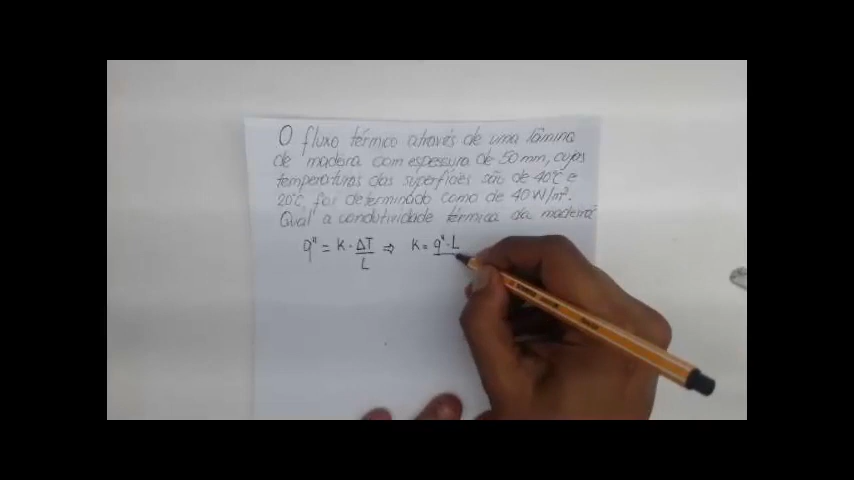 O fluxo térmico através de uma lâmina
de madeira com espessura de 50 mm, cujas
temperaturas das superfícies são de 40°C e
20°C, foi determinado como de 40 W/m².
Qual a condutividade térmica da madeira?
q" = K · ΔT / L ⇒ K = q" · L